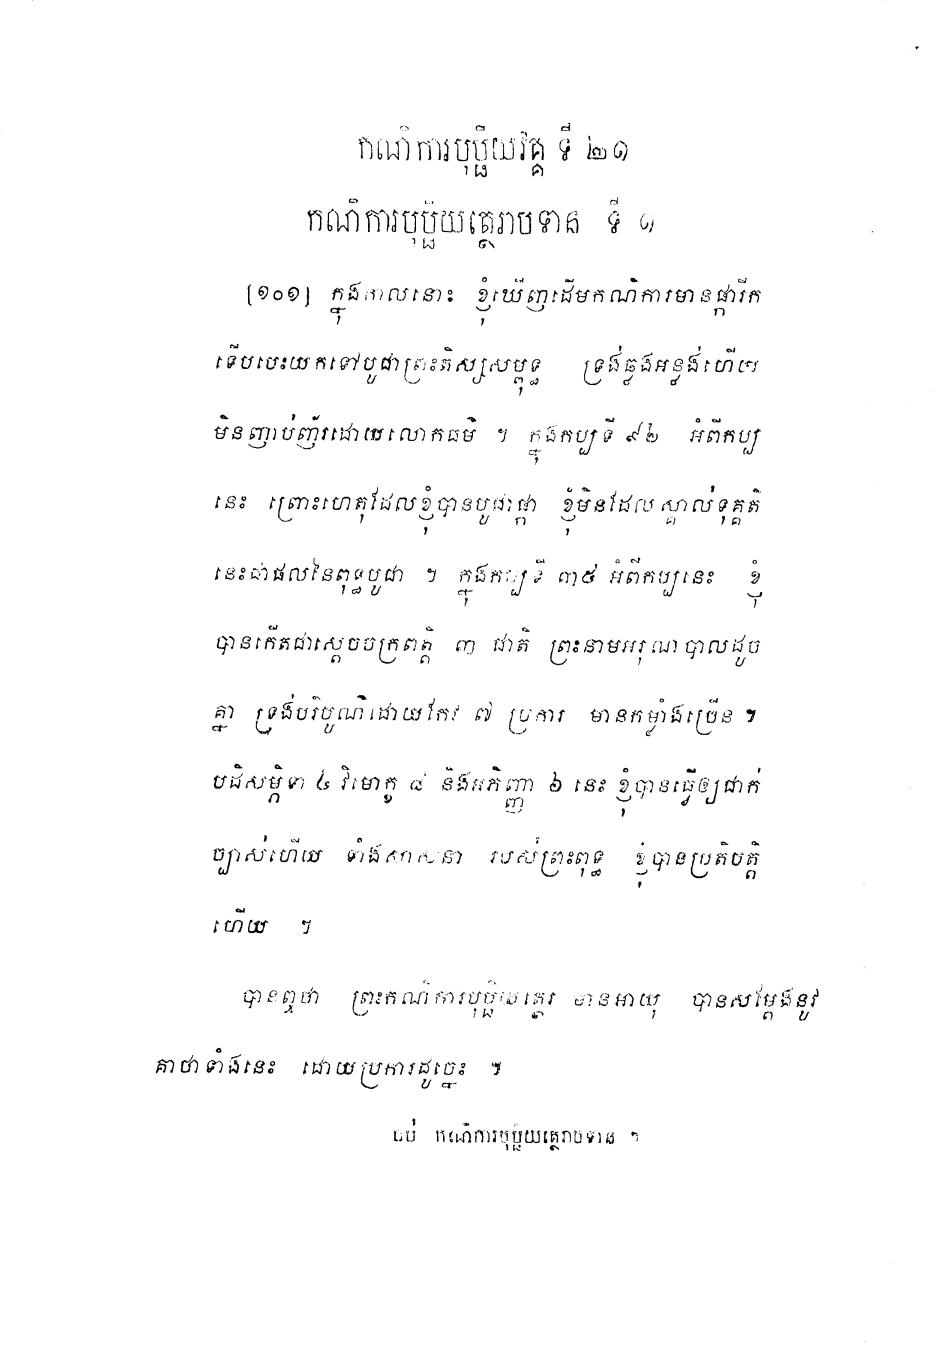 កណិការបុប្ផិយវគ្គ ទី ២១
កណិការបុប្ផិយត្ថេរាបទាន ទី ១
[១០១] ក្នុងកាលនោះ ខ្ញុំឃើញដើមកណិការមានផ្ការីក
ទើបបេះយកទៅបូជាព្រះតិស្សសម្ពុទ្ធ ទ្រង់ឆ្លងអន្លង់ហើយ
មិនញាប់ញ័រដោយលោកធម៌ ។ ក្នុងកប្បទី ៩២ អំពីកប្ប
នេះ ព្រោះហេតុដែលខ្ញុំបានបូជាផ្កា ខ្ញុំមិនដែលស្គាល់ទុគ្គតិ
នេះជាផលនៃពុទ្ធបូជា ។ ក្នុងកប្បទី ៣៥ អំពីកប្បនេះ ខ្ញុំ
បានកើតជាស្តេចចក្រពត្តិ ៣ ជាតិ ព្រះនាមអរុណបាលដូច
គ្នា ទ្រង់បរិបូណ៌ដោយកែវ ៧ ប្រការ មានកម្លាំងច្រើន ។
បដិសម្ភិទា ៤ វិមោក្ខ ៨ និងអភិញ្ញា ៦ នេះ ខ្ញុំបានធ្វើឲ្យជាក់
ច្បាស់ហើយ ទាំងសាសនា របស់ព្រះពុទ្ធ ខ្ញុំបានប្រតិបត្តិ
ហើយ ។
បានឮថា ព្រះកណិការបុប្ផិយត្ថេរ មានអាយុ បានសម្តែងនូវ
គាថាទាំងនេះ ដោយប្រការដូច្នេះ ។
ចប់ កណិការបុប្ផិយត្ថេរាបទាន ។